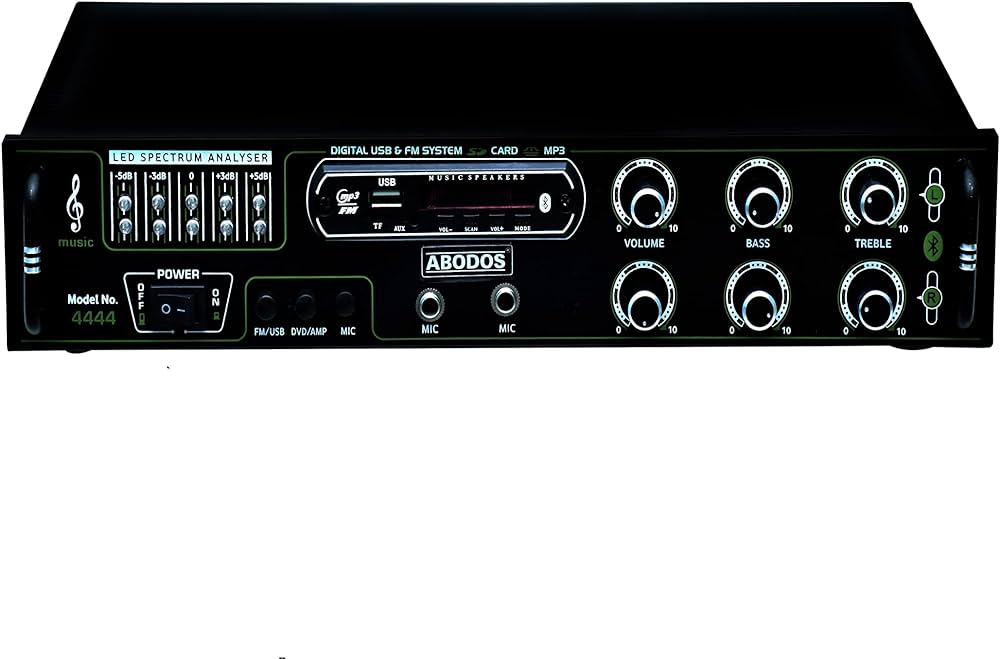 DIGITAL USB & FM SYSTEM CARD MP3
LED SPECTRUM ANALYSER
-5dB -3dB 0 +3dB +5dB
music
USB
MUSIC SPEAKERS
mp3
FM
TF AUX VOL- SCAN VOL+ MODE
ABODOS
POWER
OFF ON
Model No.
4444
FM/USB DVD/AMP MIC
MIC MIC
0 10 0 10 0 10
VOLUME BASS TREBLE
0 10 0 10 0 10
L
R